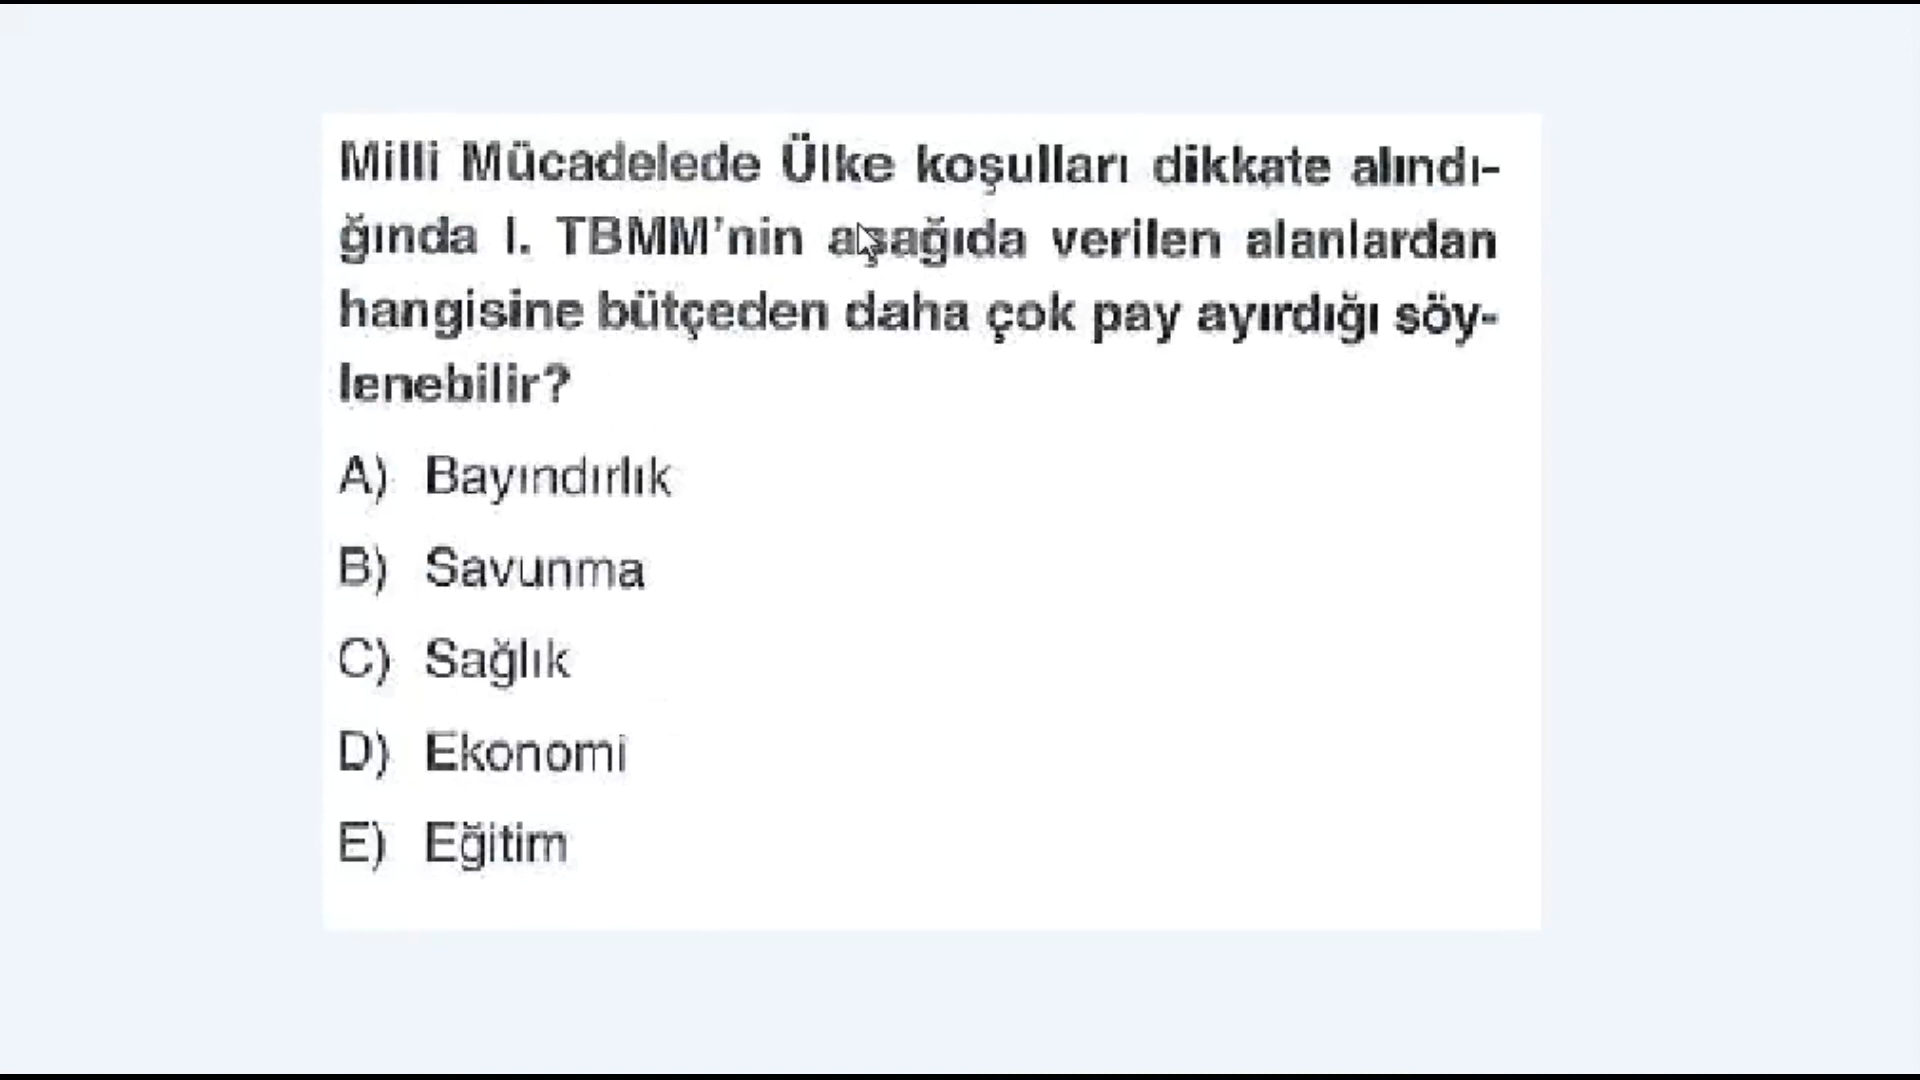 Milli Mücadelede Ülke koşulları dikkate alındı-
ğında I. TBMM'nin aşağıda verilen alanlardan
hangisine bütçeden daha çok pay ayırdığı söy-
lenebilir?
A) Bayındırlık
B) Savunma
C) Sağlık
D) Ekonomi
E) Eğitim